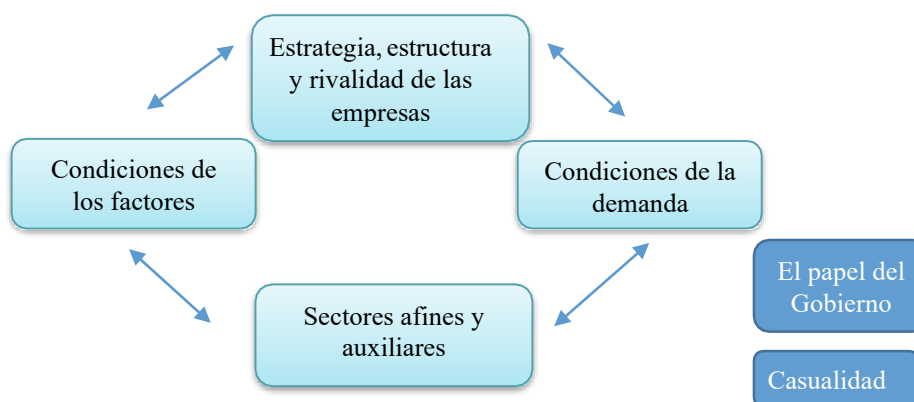 Estrategia, estructura
y rivalidad de las
empresas
Condiciones de
los factores
Condiciones de la
demanda
Sectores afines y
auxiliares
El papel del
Gobierno
Casualidad